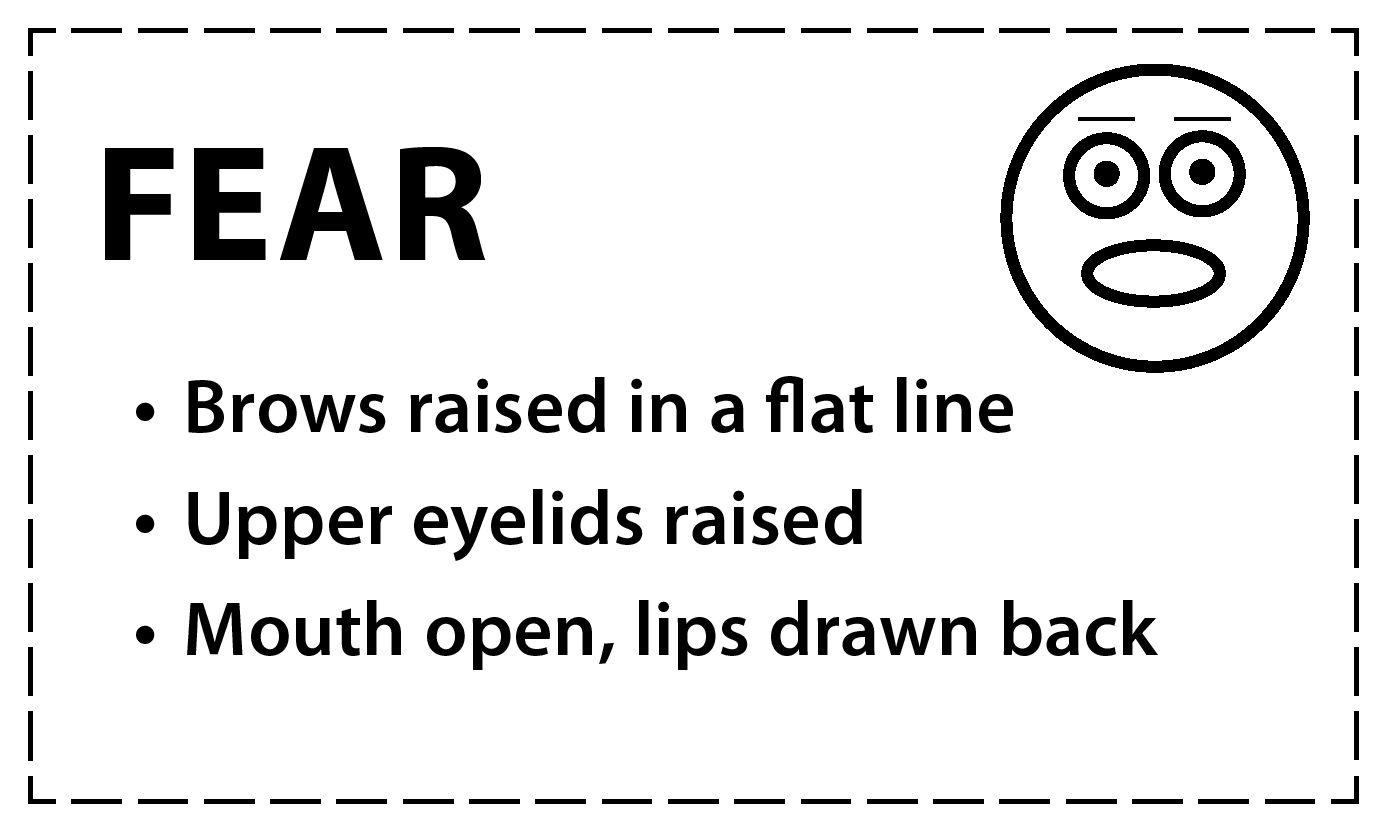 FEAR
• Brows raised in a flat line
• Upper eyelids raised
• Mouth open, lips drawn back